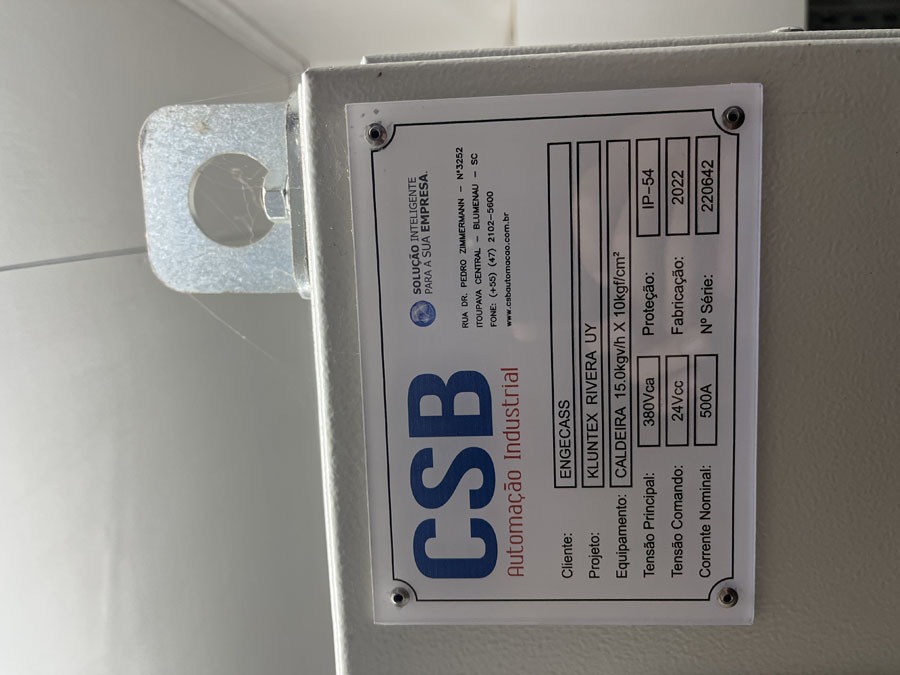 CSB
Automação Industrial
SOLUÇÃO INTELIGENTE
PARA A SUA EMPRESA.
RUA DR. PEDRO ZIMMERMANN - Nº3252
ITOUPAVA CENTRAL - BLUMENAU - SC
FONE: (+55) (47) 2102-5600
www.csbautomacao.com.br
Cliente: ENGECASS
Projeto: KLUNTEX RIVERA UY
Equipamento: CALDEIRA 15.0kgv/h X 10kgf/cm²
Tensão Principal: 380Vca Proteção: IP-54
Tensão Comando: 24Vcc Fabricação: 2022
Corrente Nominal: 500A Nº Série: 220642